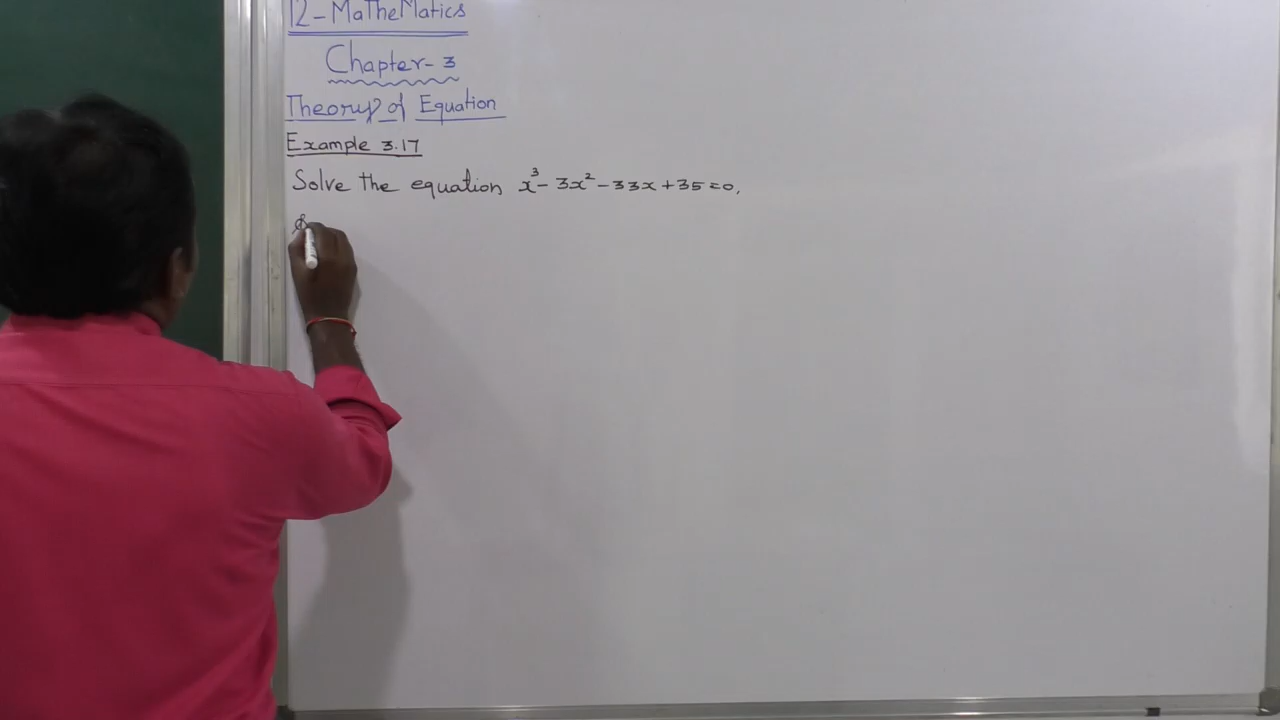 12-MaTheMatics
Chapter-3
Theory of Equation
Example 3.17
Solve the equation x³ - 3x² - 33x + 35 = 0.